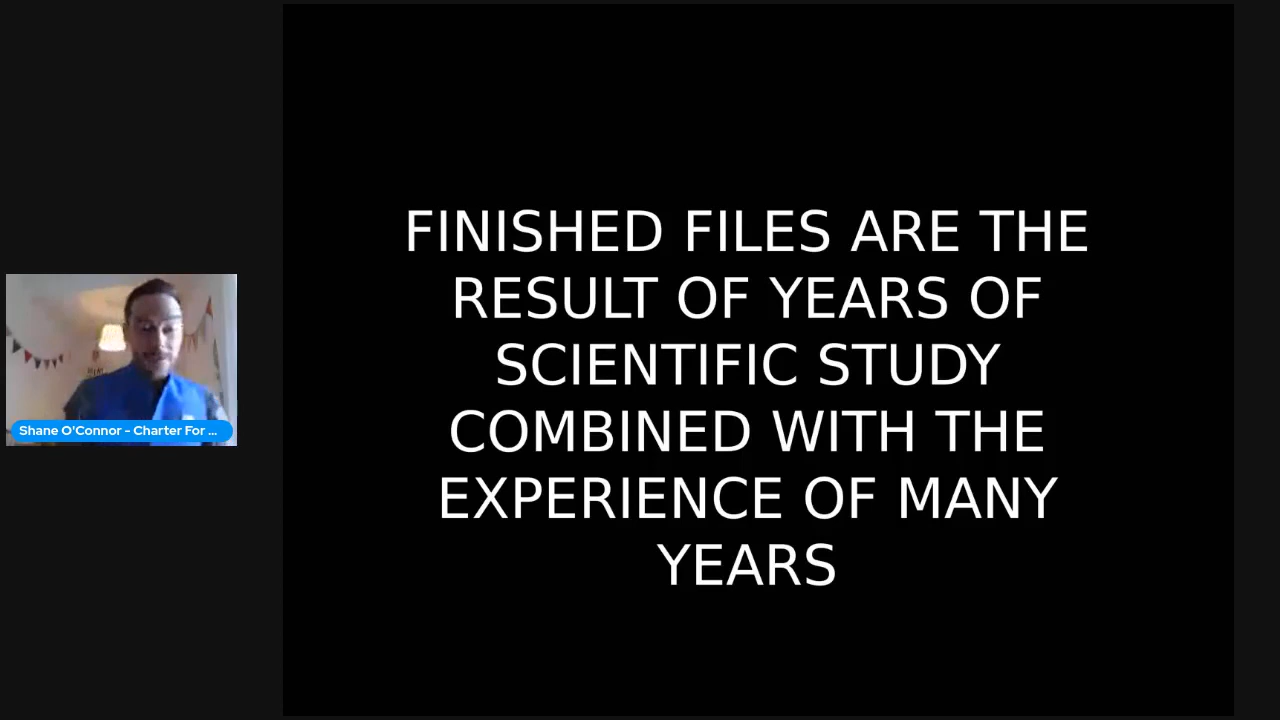 FINISHED FILES ARE THE
RESULT OF YEARS OF
SCIENTIFIC STUDY
COMBINED WITH THE
EXPERIENCE OF MANY
YEARS
Shane O'Connor - Charter For ...